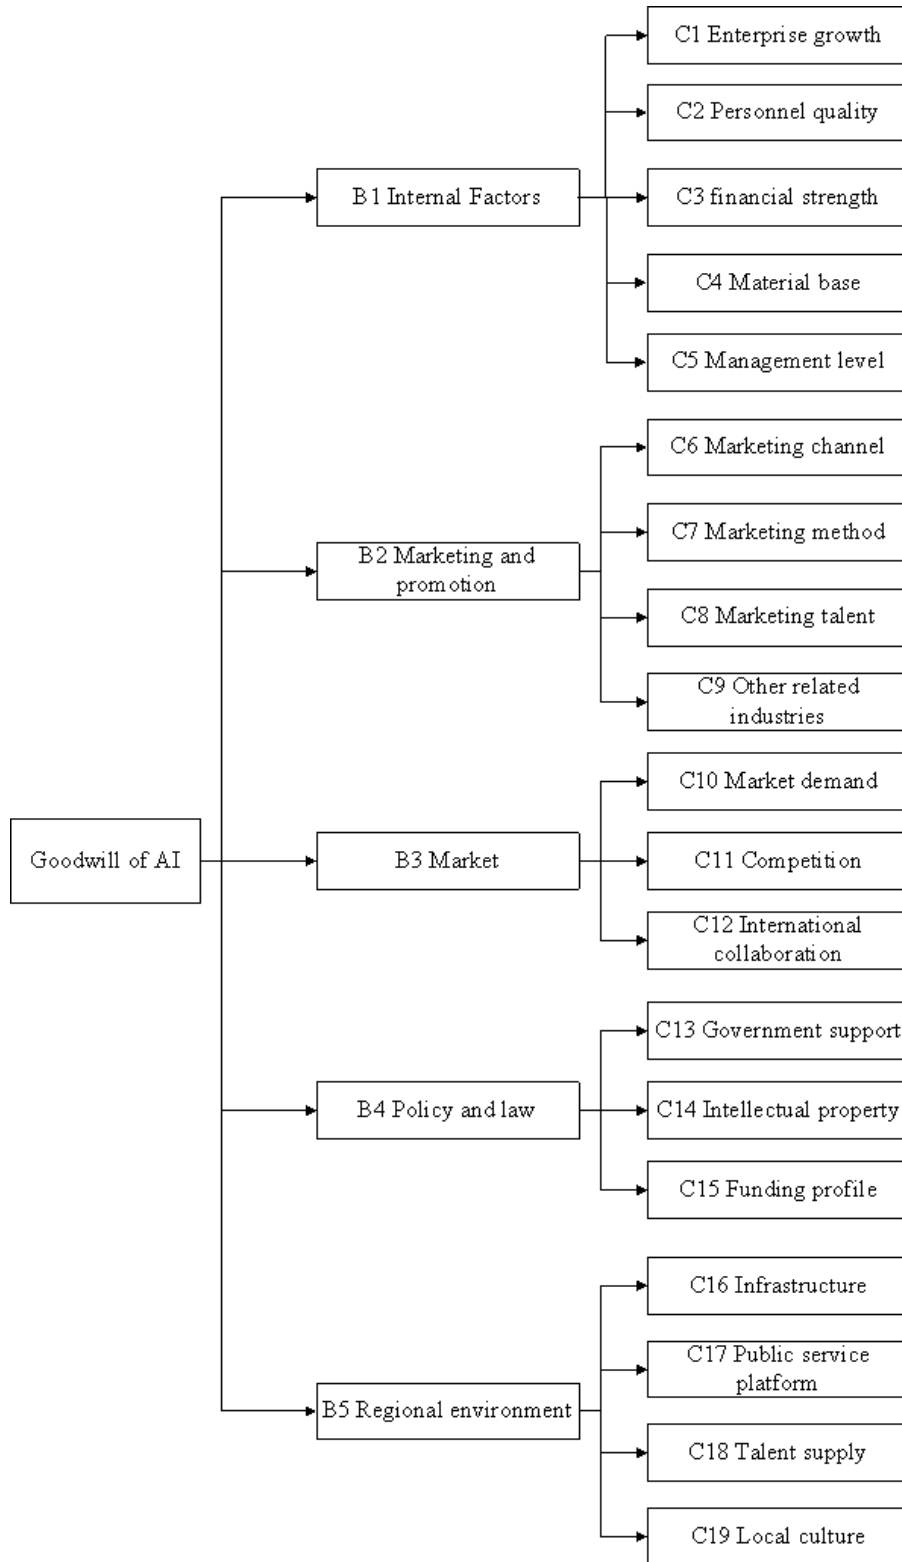 C1 Enterprise growth
C2 Personnel quality
B1 Internal Factors
C3 financial strength
C4 Material base
C5 Management level
C6 Marketing channel
C7 Marketing method
B2 Marketing and
promotion
C8 Marketing talent
C9 Other related
industries
C10 Market demand
Goodwill of AI
B3 Market
C11 Competition
C12 International
collaboration
C13 Government support
B4 Policy and law
C14 Intellectual property
C15 Funding profile
C16 Infrastructure
C17 Public service
platform
B5 Regional environment
C18 Talent supply
C19 Local culture